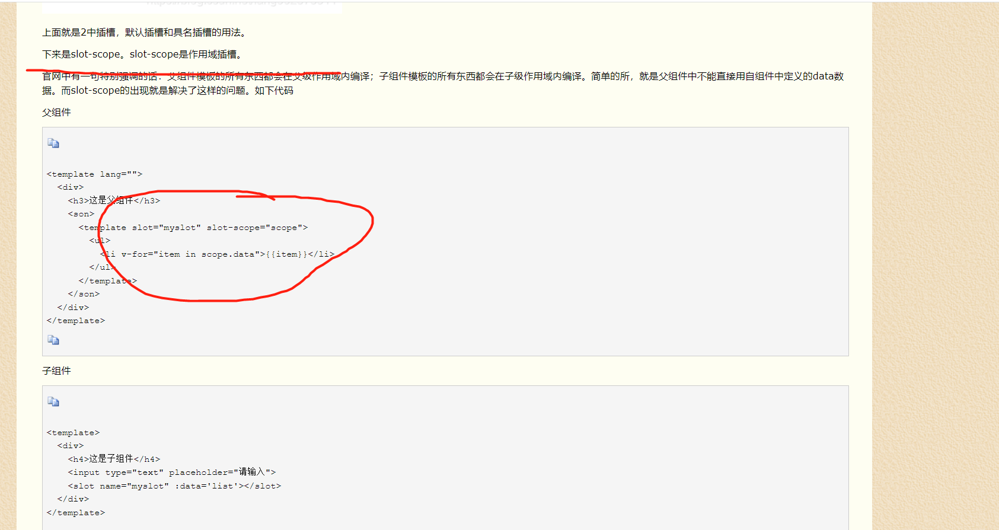 上面就是2中插槽，默认插槽和具名插槽的用法。
下来是slot-scope。slot-scope是作用域插槽。
官网中有一句特别强调的话：父组件模板的所有东西都会在父级作用域内编译；子组件模板的所有东西都会在子级作用域内编译。简单的所，就是父组件中不能直接用自组件中定义的data数
据。而slot-scope的出现就是解决了这样的问题。如下代码
父组件
<template lang="">
<div>
<h3>这是父组件</h3>
<son>
<template slot="myslot" slot-scope="scope">
<ul>
<li v-for="item in scope.data">{{item}}</li>
</ul>
</template>
</son>
</div>
</template>
子组件
<template>
<div>
<h4>这是子组件</h4>
<input type="text" placeholder="请输入">
<slot name="myslot" :data='list'></slot>
</div>
</template>